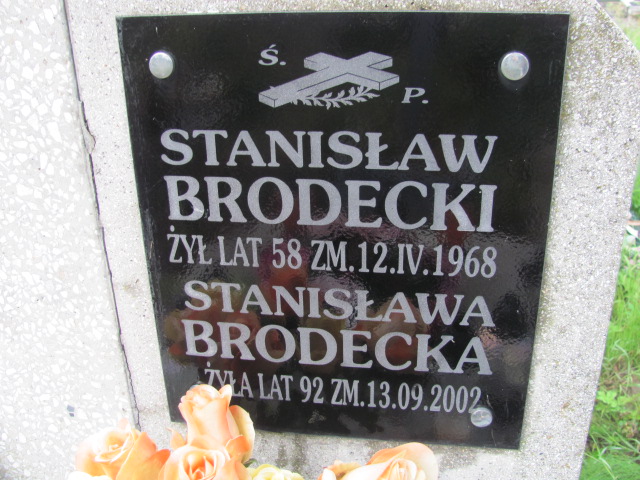 Ś. P.
STANISŁAW
BRODECKI
ŻYŁ LAT 58 ZM.12.IV.1968
STANISŁAWA
BRODECKA
ŻYŁA LAT 92 ZM.13.09.2002